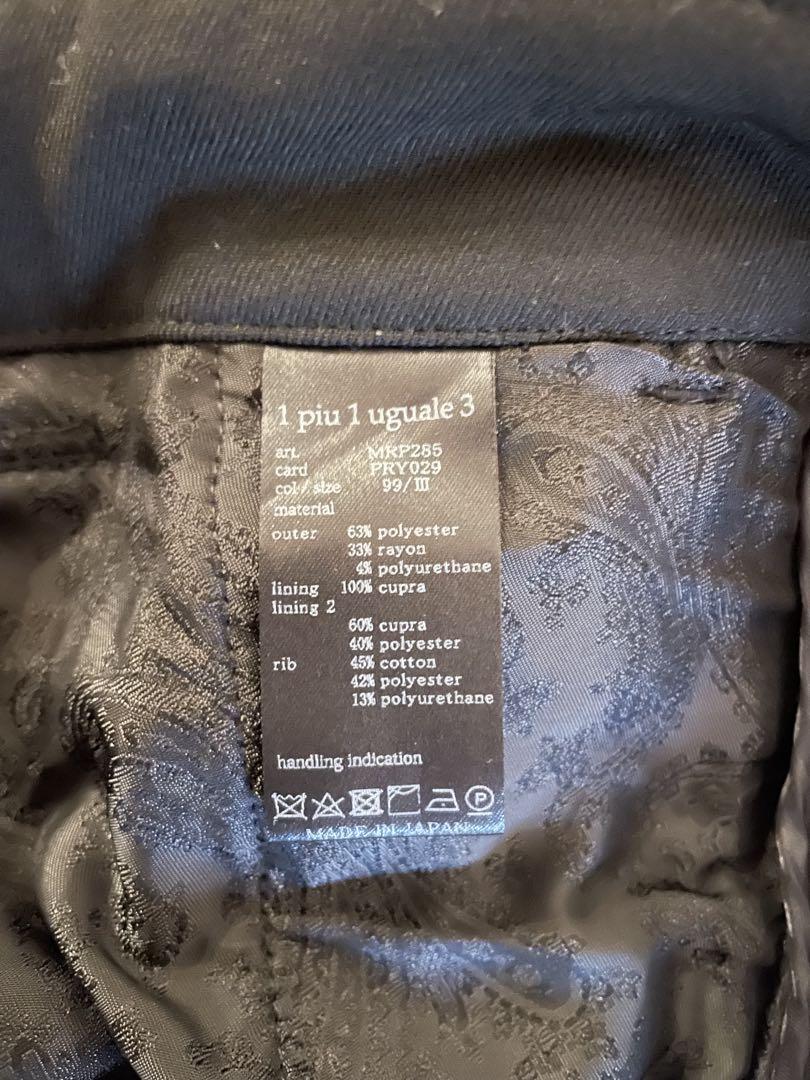 1 piu 1 uguale 3
art. MRP285
card PRY029
col / size 99/III
material
outer 63% polyester
33% rayon
4% polyurethane
lining 100% cupra
lining 2
60% cupra
40% polyester
rib 45% cotton
42% polyester
13% polyurethane
handling indication
P
MADE IN JAPAN